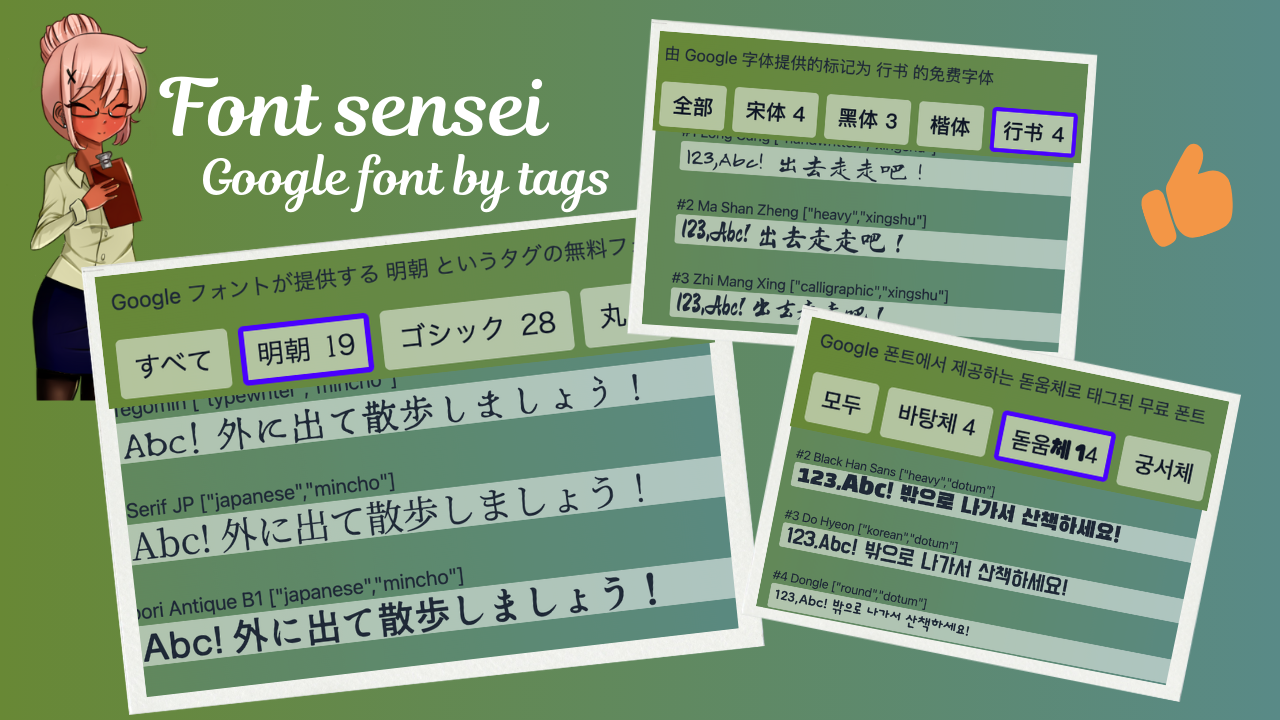 Font sensei
Google font by tags
由 Google 字体提供的标记为 行书 的免费字体
全部 宋体 4 黑体 3 楷体 行书 4
123,Abc! 出去走走吧！
#2 Ma Shan Zheng ["heavy","xingshu"]
123,Abc! 出去走走吧！
#3 Zhi Mang Xing ["calligraphic","xingshu"]
123,Abc! 出去走走吧！
Google フォントが提供する 明朝 というタグの無料フォ
すべて 明朝 19 ゴシック 28 丸
["typewriter","mincho"]
Abc! 外に出て散歩しましょう！
Serif JP ["japanese","mincho"]
Abc! 外に出て散歩しましょう！
Antique B1 ["japanese","mincho"]
Abc! 外に出て散歩しましょう！
Google 폰트에서 제공하는 돋움체로 태그된 무료 폰트
모두 바탕체 4 돋움체 14 궁서체
#2 Black Han Sans ["heavy","dotum"]
123,Abc! 밖으로 나가서 산책하세요!
#3 Do Hyeon ["korean","dotum"]
123,Abc! 밖으로 나가서 산책하세요!
#4 Dongle ["round","dotum"]
123,Abc! 밖으로 나가서 산책하세요!